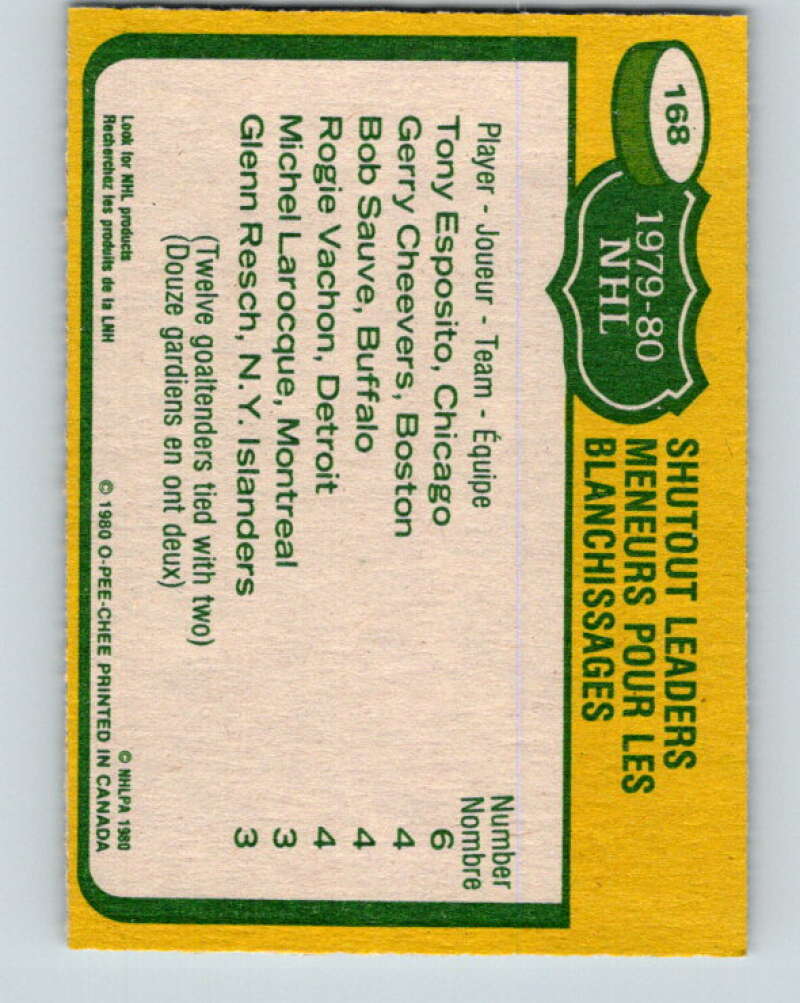 168
1979-80
NHL
SHUTOUT LEADERS
MENEURS POUR LES
BLANCHISSAGES
Player - Joueur - Team - Équipe Number
Nombre
Tony Esposito, Chicago 6
Gerry Cheevers, Boston 4
Bob Sauve, Buffalo 4
Rogie Vachon, Detroit 4
Michel Larocque, Montreal 3
Glenn Resch, N.Y. Islanders 3
(Twelve goaltenders tied with two)
(Douze gardiens en ont deux)
Look for NHL products
Recherchez les produits de la LNH
© NHLPA 1980
© 1980 O-PEE-CHEE PRINTED IN CANADA